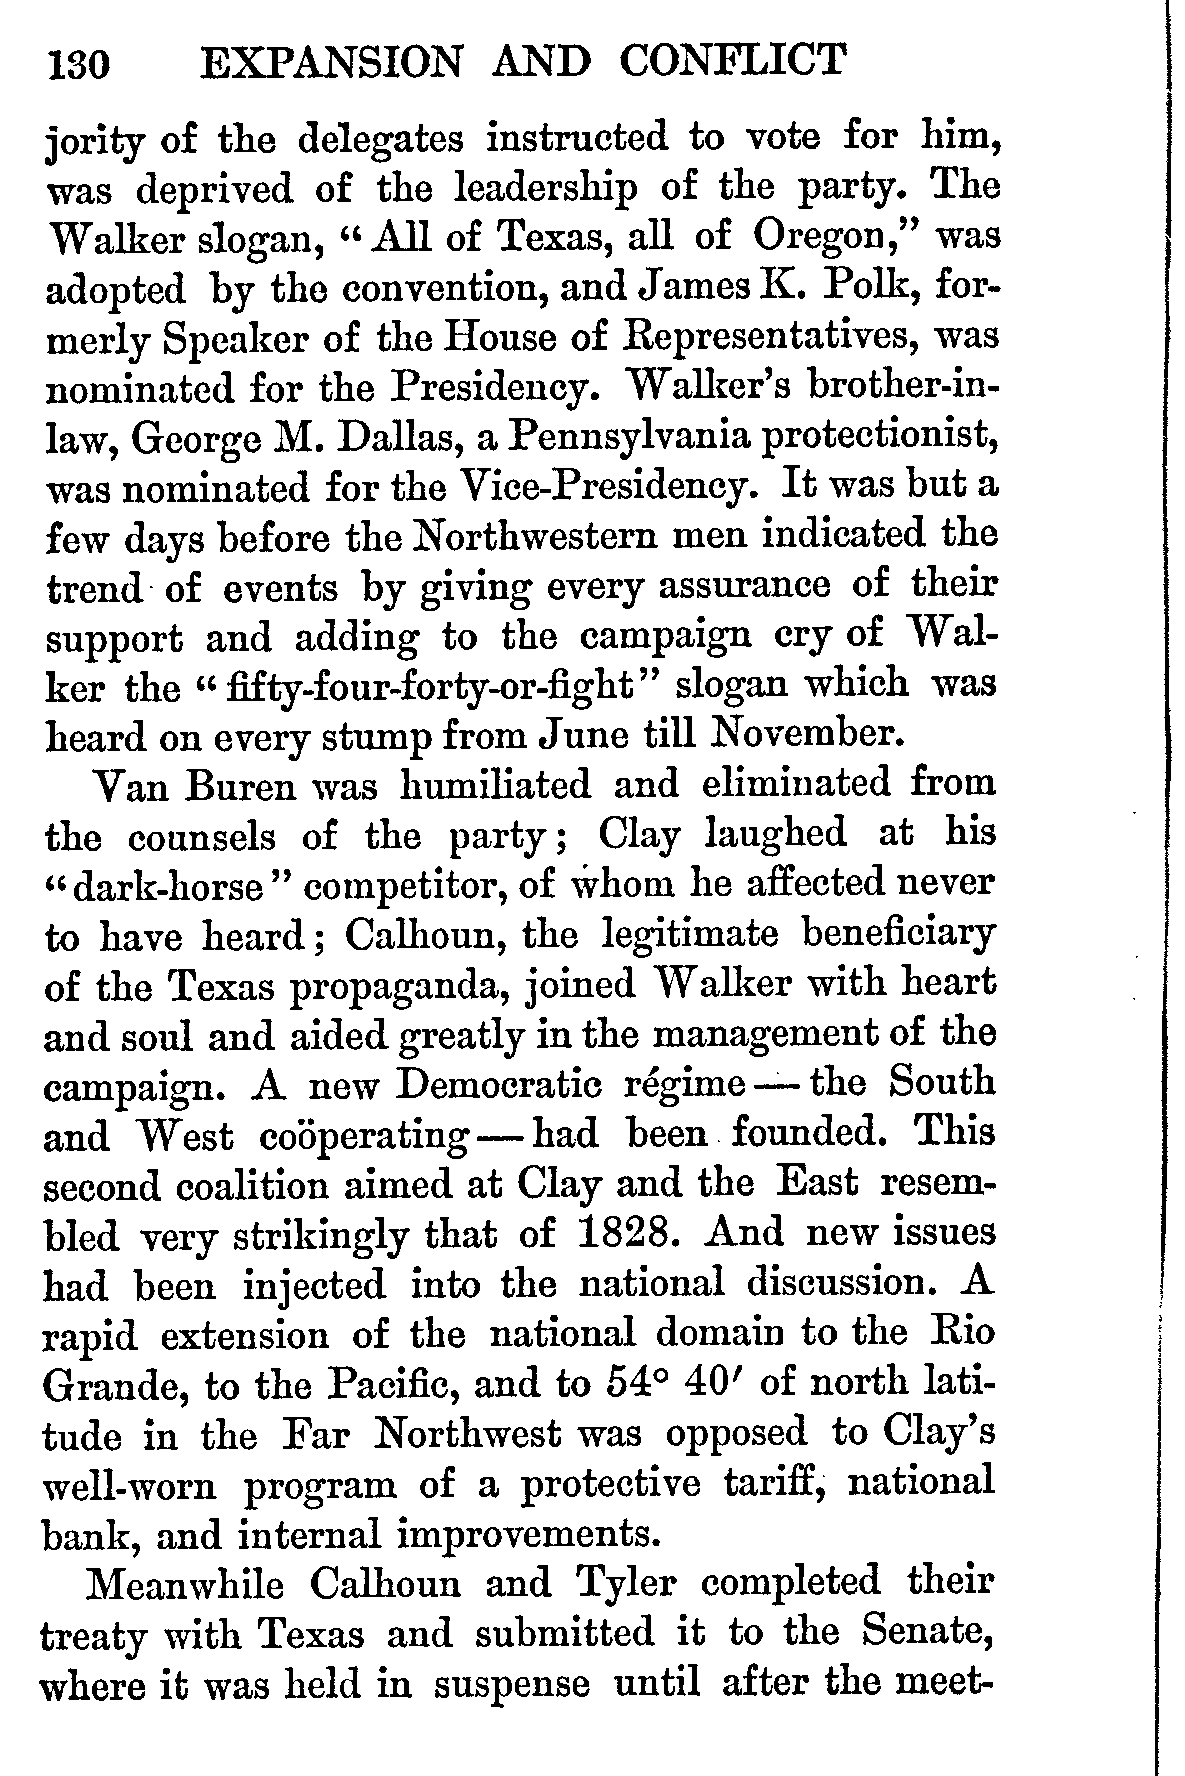 130 EXPANSION AND CONFLICT
jority of the delegates instructed to vote for him,
was deprived of the leadership of the party. The
Walker slogan, “All of Texas, all of Oregon,” was
adopted by the convention, and James K. Polk, for-
merly Speaker of the House of Representatives, was
nominated for the Presidency. Walker’s brother-in-
law, George M. Dallas, a Pennsylvania protectionist,
was nominated for the Vice-Presidency. It was but a
few days before the Northwestern men indicated the
trend of events by giving every assurance of their
support and adding to the campaign cry of Wal-
ker the “fifty-four-forty-or-fight” slogan which was
heard on every stump from June till November.
Van Buren was humiliated and eliminated from
the counsels of the party; Clay laughed at his
“dark-horse” competitor, of whom he affected never
to have heard; Calhoun, the legitimate beneficiary
of the Texas propaganda, joined Walker with heart
and soul and aided greatly in the management of the
campaign. A new Democratic régime — the South
and West coöperating — had been founded. This
second coalition aimed at Clay and the East resem-
bled very strikingly that of 1828. And new issues
had been injected into the national discussion. A
rapid extension of the national domain to the Rio
Grande, to the Pacific, and to 54° 40′ of north lati-
tude in the Far Northwest was opposed to Clay’s
well-worn program of a protective tariff, national
bank, and internal improvements.
Meanwhile Calhoun and Tyler completed their
treaty with Texas and submitted it to the Senate,
where it was held in suspense until after the meet-